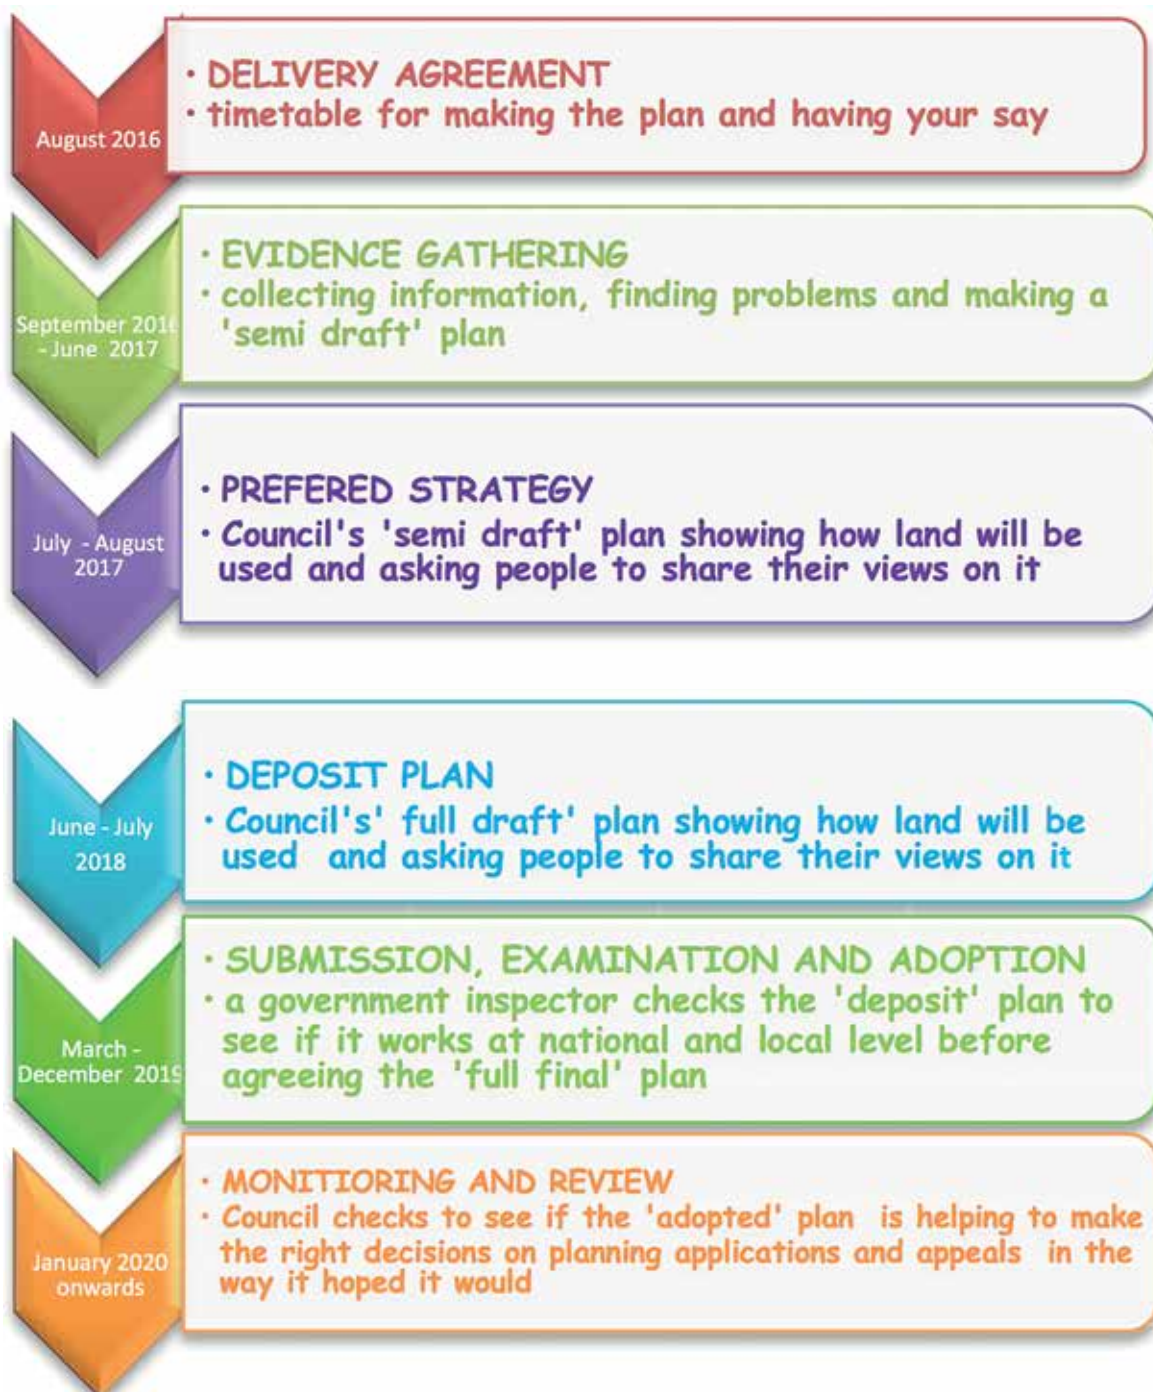 August 2016
• DELIVERY AGREEMENT
• timetable for making the plan and having your say
September 2016
- June 2017
• EVIDENCE GATHERING
• collecting information, finding problems and making a
'semi draft' plan
July - August
2017
• PREFERED STRATEGY
• Council's 'semi draft' plan showing how land will be
used and asking people to share their views on it
June - July
2018
• DEPOSIT PLAN
• Council's' full draft' plan showing how land will be
used and asking people to share their views on it
March -
December 2019
• SUBMISSION, EXAMINATION AND ADOPTION
• a government inspector checks the 'deposit' plan to
see if it works at national and local level before
agreeing the 'full final' plan
January 2020
onwards
• MONITIORING AND REVIEW
• Council checks to see if the 'adopted' plan is helping to make
the right decisions on planning applications and appeals in the
way it hoped it would